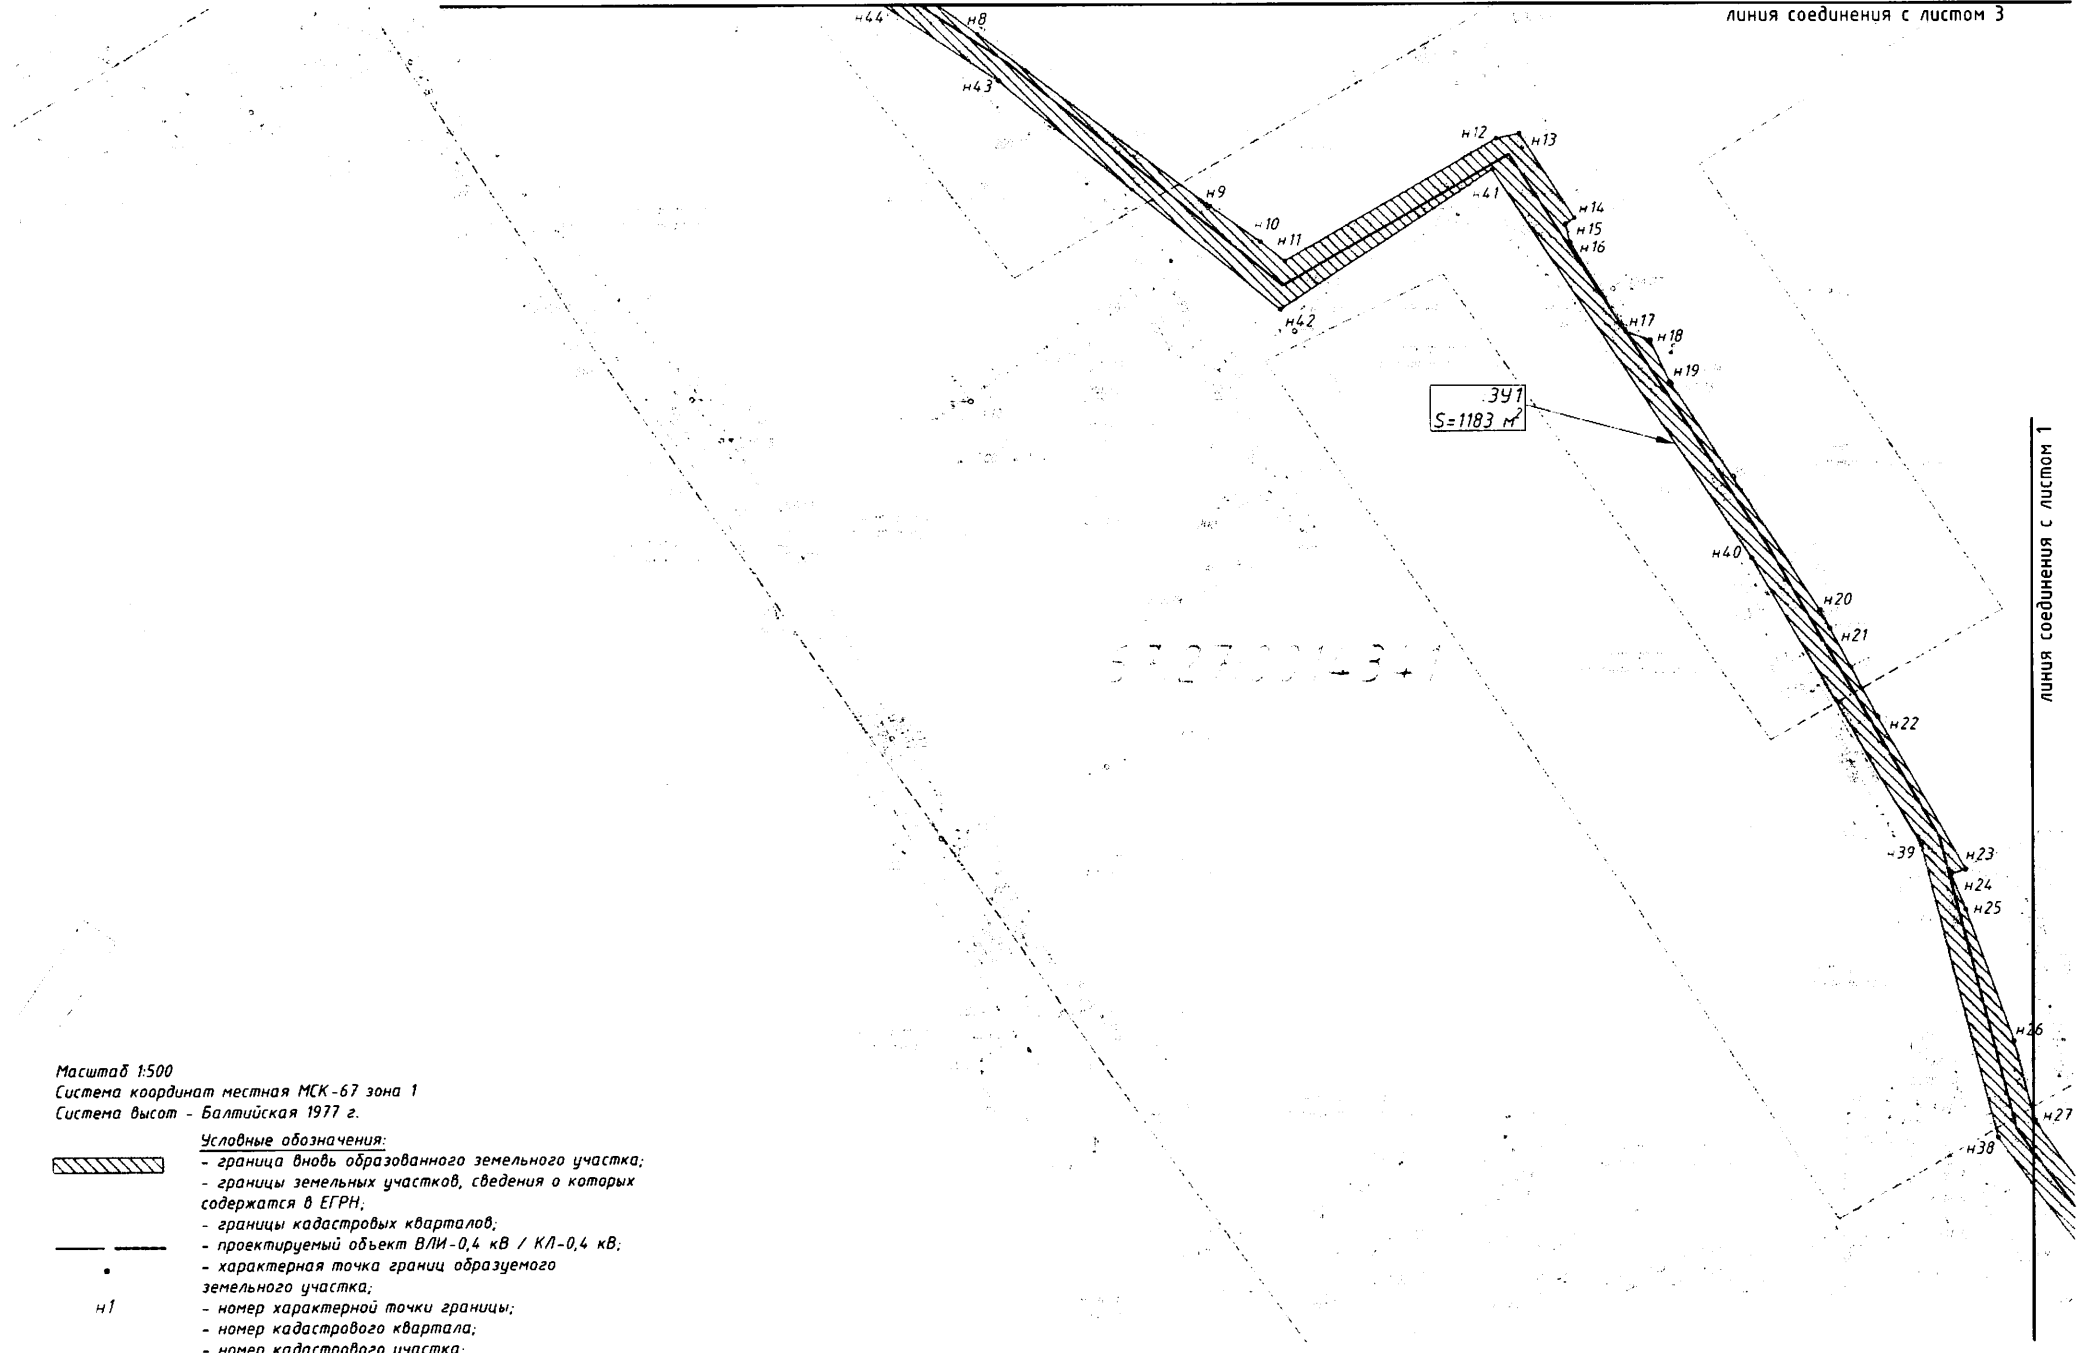 линия соединения с листом 3
н44
н8
н43
н12
н13
н41
н9
н14
н10
н15
н11
н16
н42
н17
н18
н19
.ЗУ1
S=1183 м²
линия соединения с листом 1
н40
н20
н21
н22
н39
н23
н24
н25
н26
н27
н38
Масштаб 1:500
Система координат местная МСК-67 зона 1
Система высот - Балтийская 1977 г.
Условные обозначения:
- граница вновь образованного земельного участка;
- границы земельных участков, сведения о которых
содержатся в ЕГРН;
- границы кадастровых кварталов;
- проектируемый объект ВЛИ-0,4 кВ / КЛ-0,4 кВ;
- характерная точка границ образуемого
земельного участка;
н1 - номер характерной точки границы;
- номер кадастрового квартала;
- номер кадастрового участка;